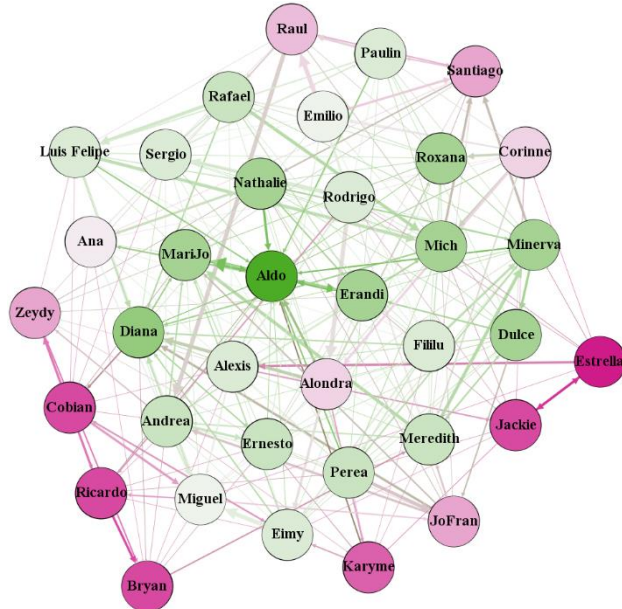 Raul
Paulin
Santiago
Rafael
Emilio
Luis Felipe
Sergio
Roxana
Corinne
Nathalie
Rodrigo
Ana
MariJo
Mich
Minerva
Aldo
Erandi
Zeydy
Diana
Dulce
Alexis
Fililu
Estrella
Alondra
Cobian
Andrea
Jackie
Ernesto
Meredith
Perea
Ricardo
Miguel
JoFran
Eimy
Karyme
Bryan